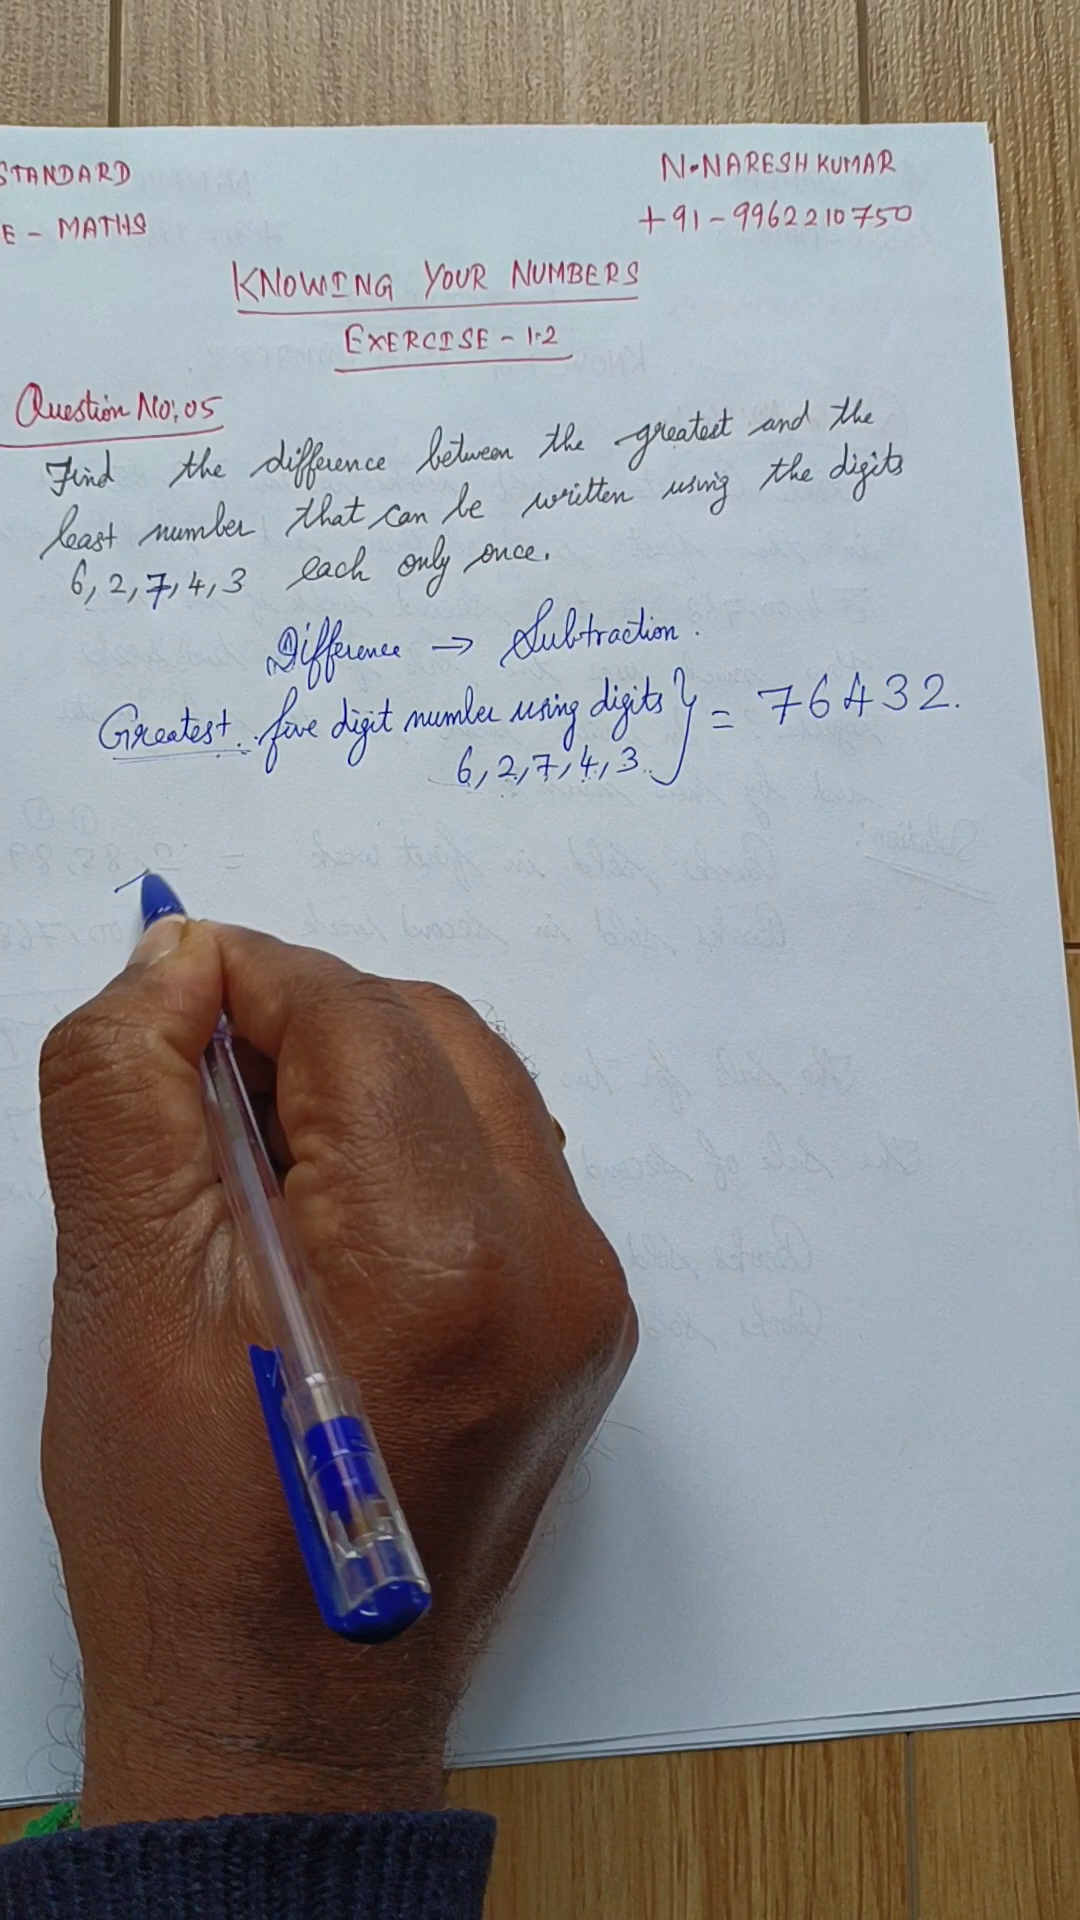 STANDARD
N. NARESH KUMAR
E - MATHS
+91-9962210750
KNOWING YOUR NUMBERS
EXERCISE - 1.2
Question No: 05
Find the difference between the greatest and the
least number that can be written using the digits
6, 2, 7, 4, 3 each only once.
Difference → Subtraction.
Greatest five digit number using digits } = 76432.
6, 2, 7, 4, 3